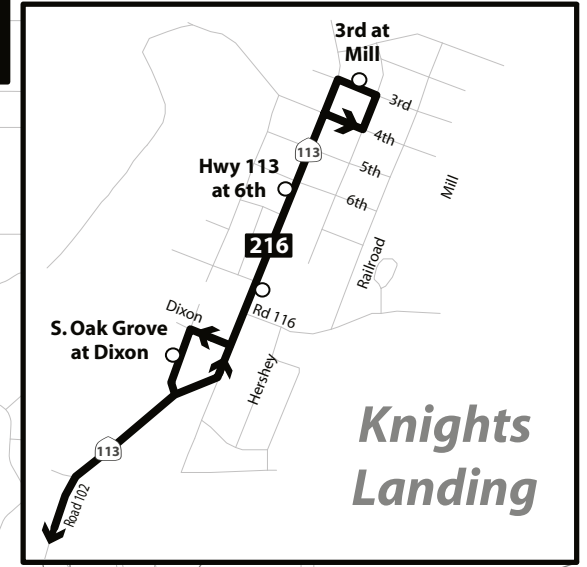 3rd at
Mill
3rd
4th
113
5th
Hwy 113
at 6th
Mill
6th
216
Railroad
Dixon
Rd 116
S. Oak Grove
at Dixon
Hershey
Knights
Landing
113
Road 102